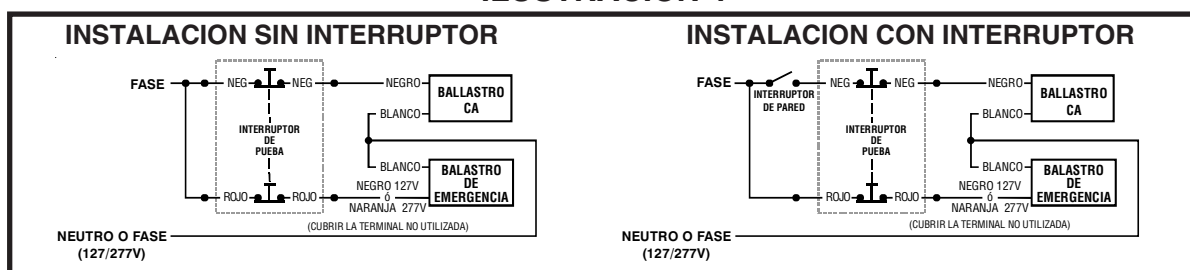 INSTALACION SIN INTERRUPTOR
FASE
NEG
NEG
NEGRO
BALLASTRO
CA
BLANCO
INTERRUPTOR
DE
PUEBA
BLANCO
BALASTRO
DE
EMERGENCIA
ROJO
ROJO
NEGRO 127V
ó
NARANJA 277V
(CUBRIR LA TERMINAL NO UTILIZADA)
NEUTRO O FASE
(127/277V)
INSTALACION CON INTERRUPTOR
FASE
INTERRUPTOR
DE PARED
NEG
NEG
NEGRO
BALLASTRO
CA
BLANCO
INTERRUPTOR
DE
PUEBA
BLANCO
BALASTRO
DE
EMERGENCIA
ROJO
ROJO
NEGRO 127V
ó
NARANJA 277V
(CUBRIR LA TERMINAL NO UTILIZADA)
NEUTRO O FASE
(127/277V)